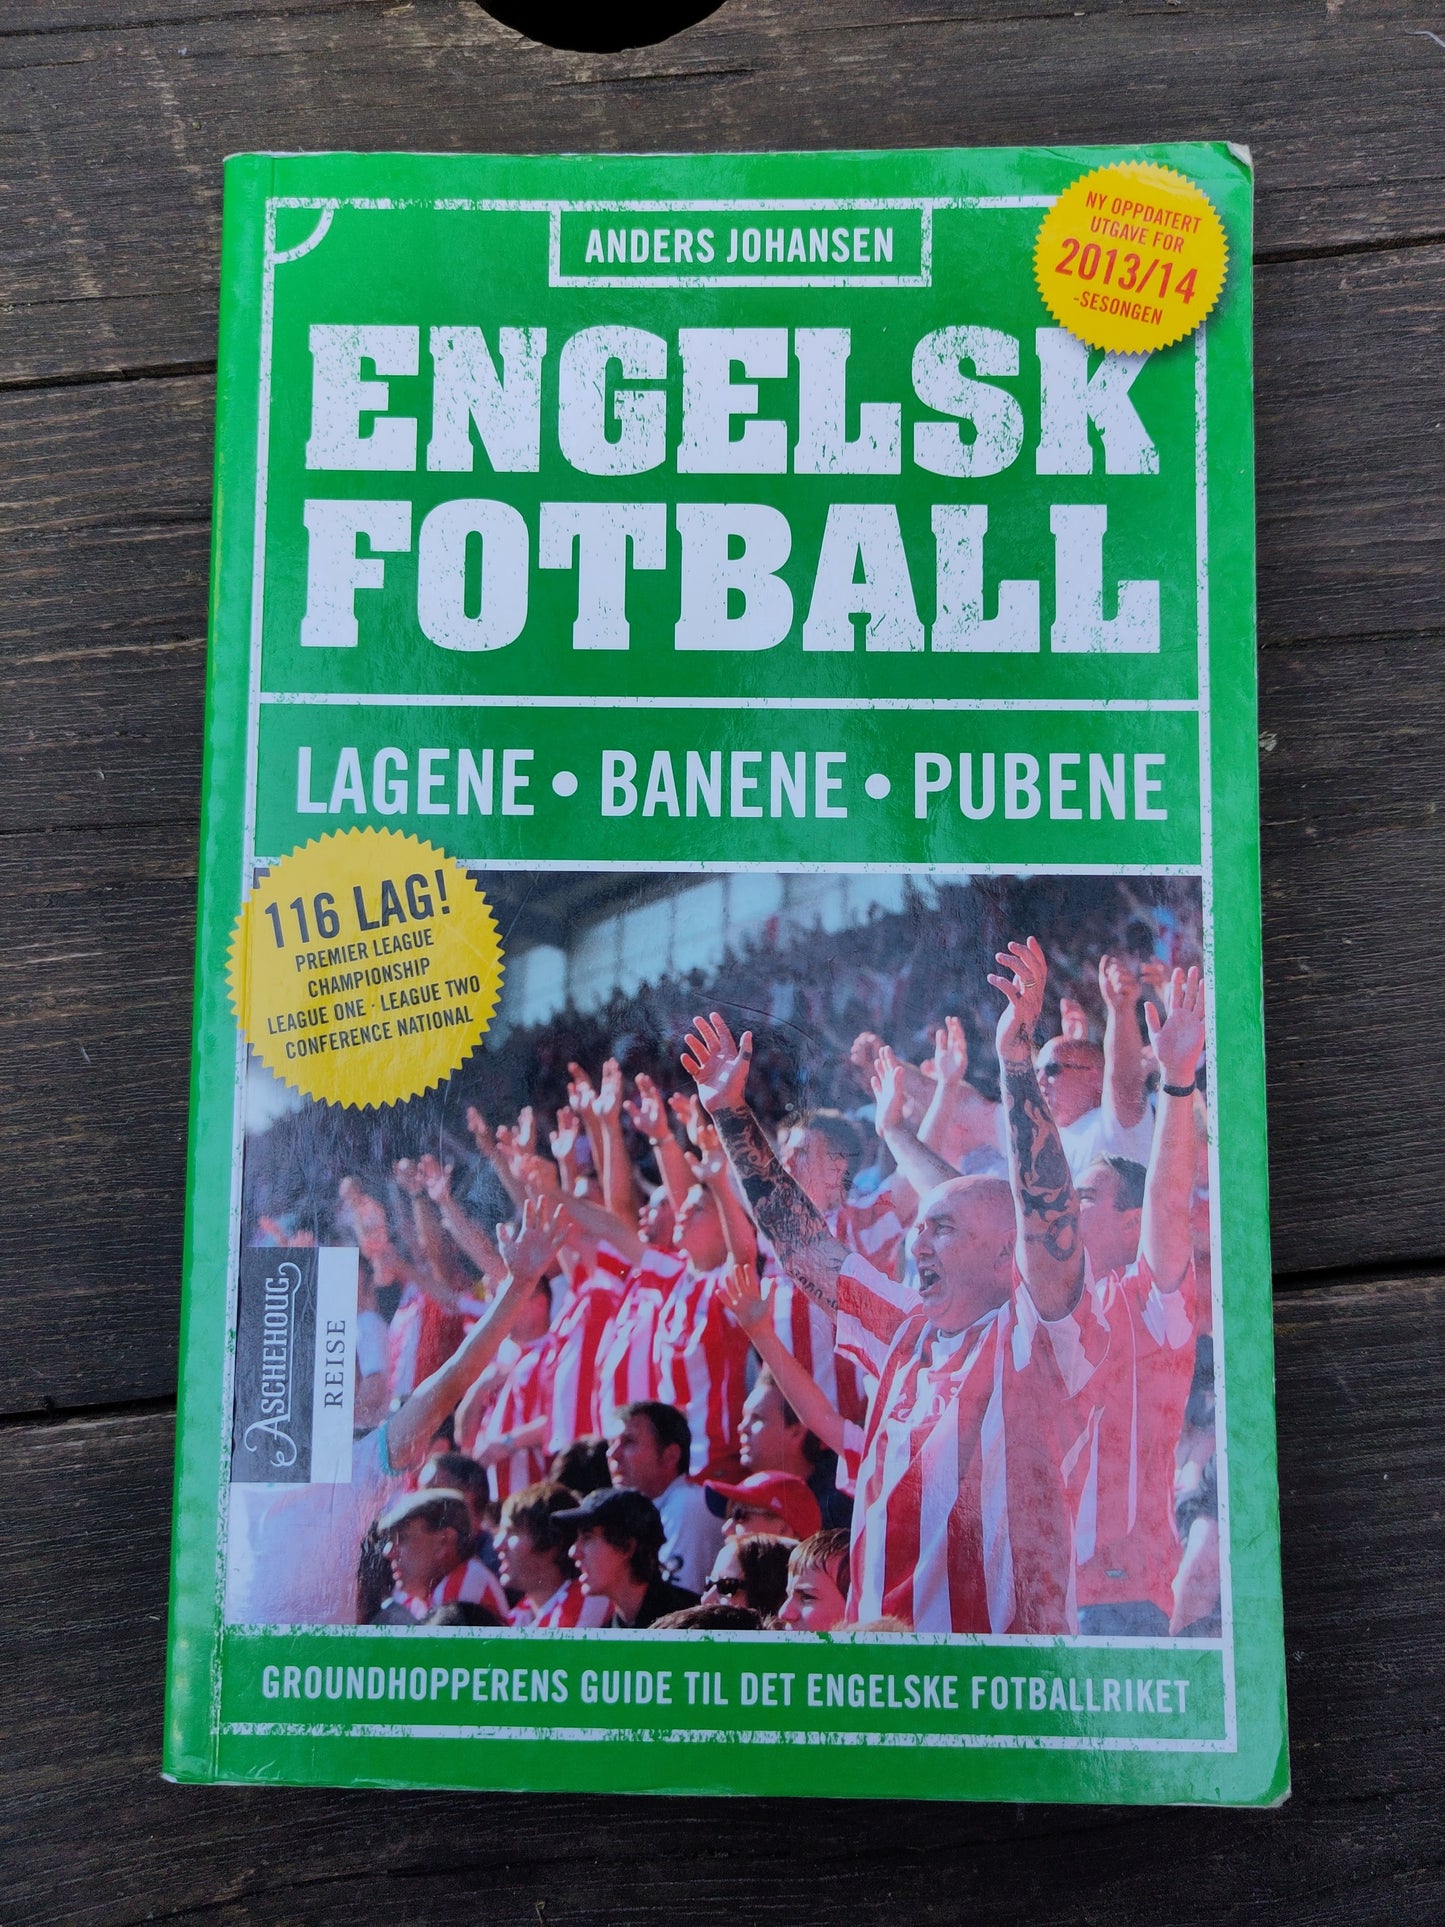 ANDERS JOHANSEN
NY OPPDATERT
UTGAVE FOR
2013/14
-SESONGEN
ENGELSK
FOTBALL
LAGENE • BANENE • PUBENE
116 LAG!
PREMIER LEAGUE
CHAMPIONSHIP
LEAGUE ONE · LEAGUE TWO
CONFERENCE NATIONAL
ASCHEHOUG
REISE
GROUNDHOPPERENS GUIDE TIL DET ENGELSKE FOTBALLRIKET